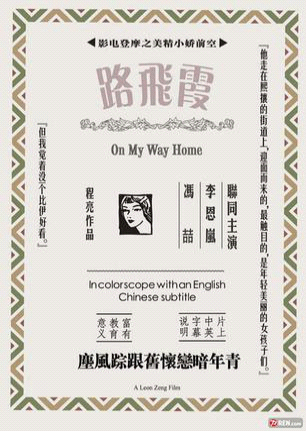 ◀空前娇小精美之摩登电影▶
霞飛路
On My Way Home
『他走在熙攘的街道上，迎面而来的，最触目的，是年轻美丽的女孩子们。』
聯同主演
李恩嵐
馮喆
程亮作品
『但我觉着没个比伊好看。』
In colorscope with an English
Chinese subtitle
片上中英字幕说明
富有教育意义
青年暗戀懷舊跟踪風塵
A Leon Zeng Film
REN.com